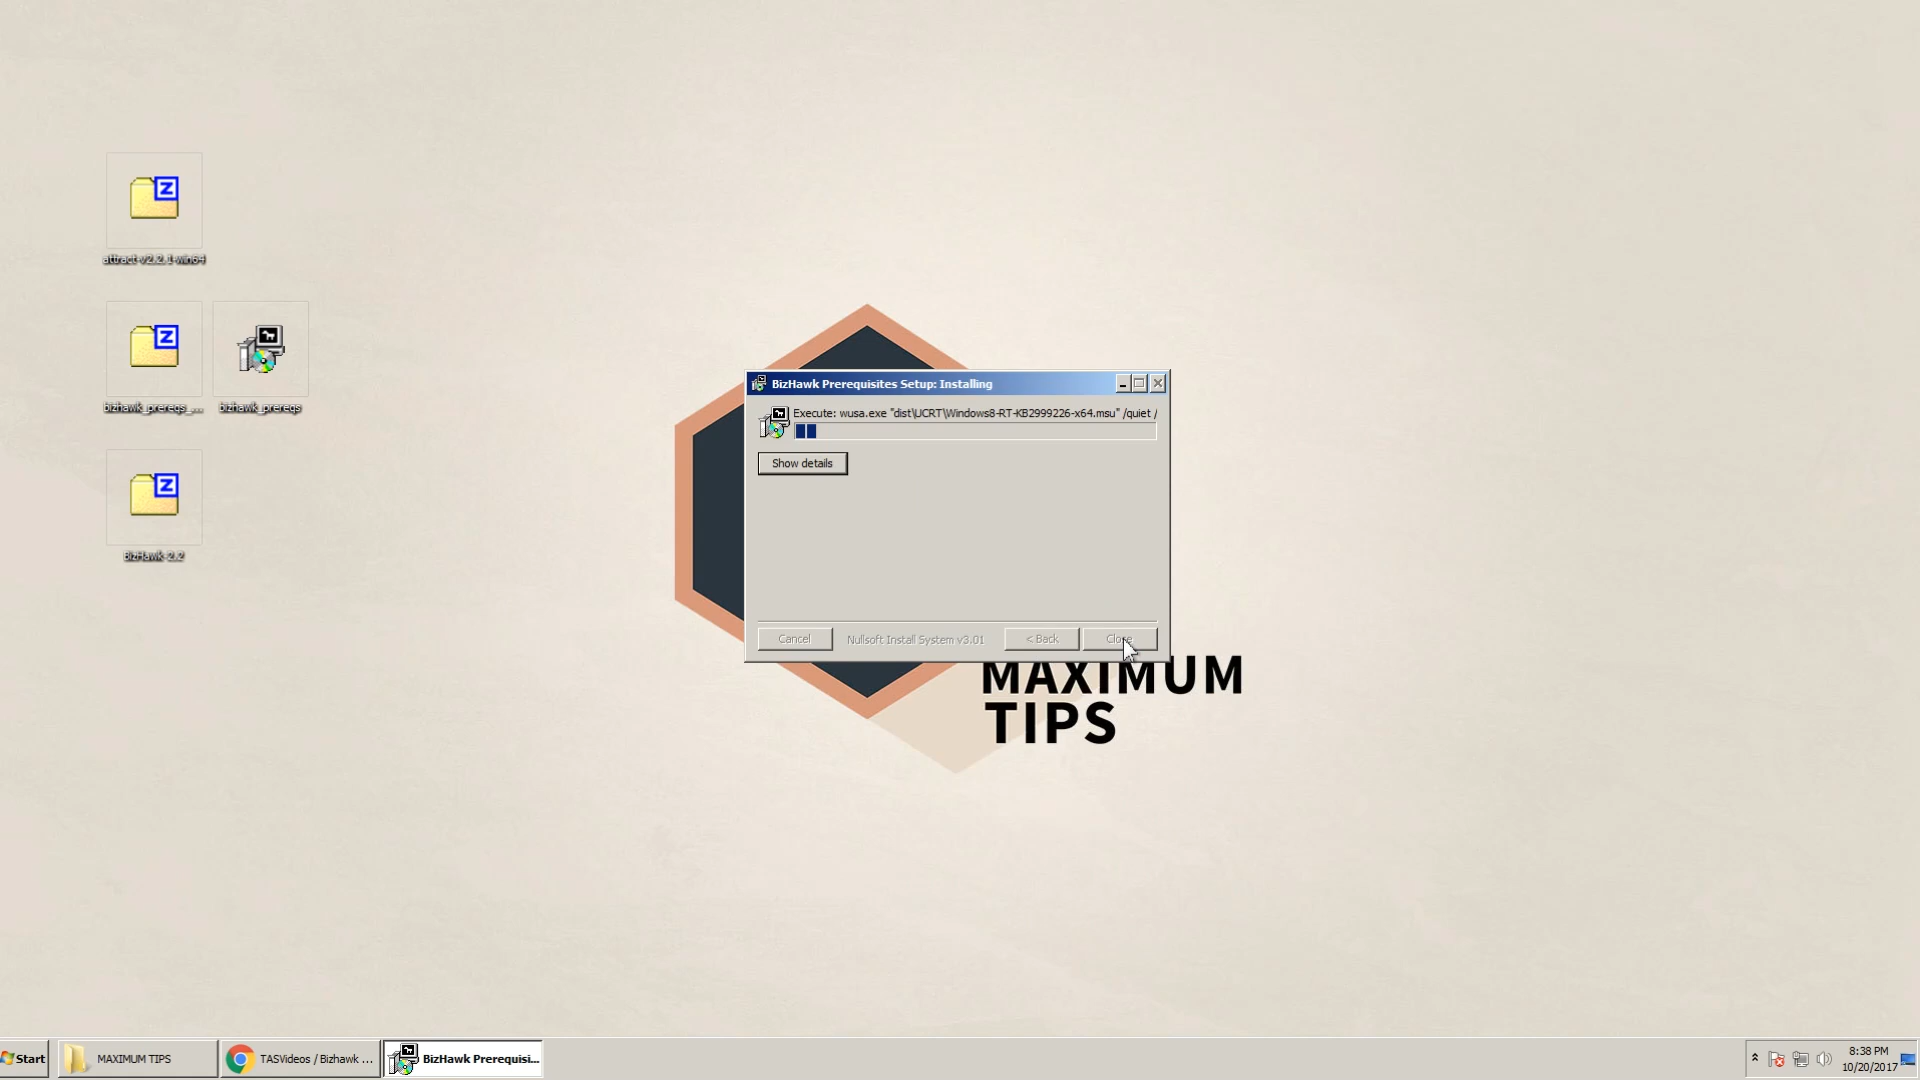 attract-v2.2.1-win64
bizhawk_prereqs_...
bizhawk_prereqs
BizHawk-2.2
BizHawk Prerequisites Setup: Installing
Execute: wusa.exe "dist\UCRT\Windows8-RT-KB2999226-x64.msu" /quiet /
Show details
Cancel
Nullsoft Install System v3.01
< Back
Close
MAXIMUM
TIPS
Start
MAXIMUM TIPS
TASVideos / Bizhawk ...
BizHawk Prerequisi...
8:38 PM
10/20/2017